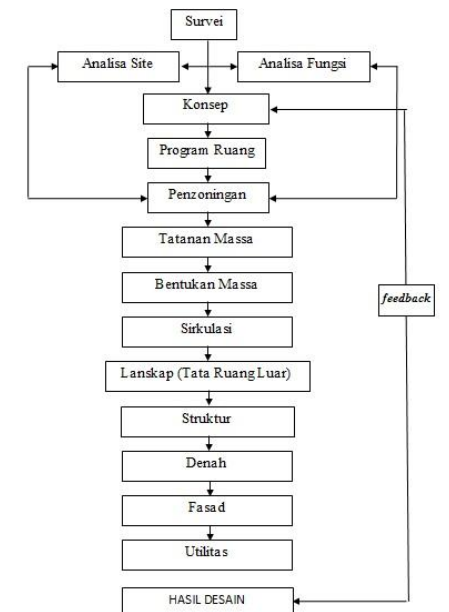 Survei
Analisa Site
Analisa Fungsi
Konsep
Program Ruang
Penzoningan
Tatanan Massa
Bentukan Massa
feedback
Sirkulasi
Lanskap (Tata Ruang Luar)
Struktur
Denah
Fasad
Utilitas
HASIL DESAIN